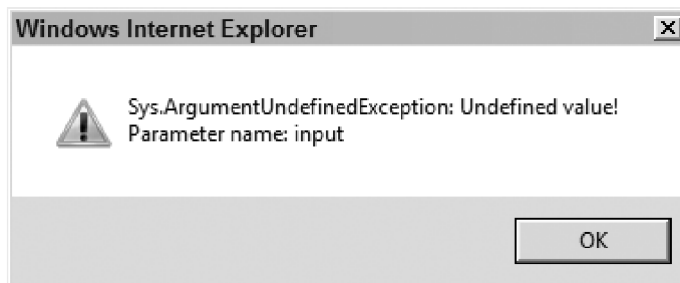 Windows Internet Explorer
Sys.ArgumentUndefinedException: Undefined value!
Parameter name: input
OK